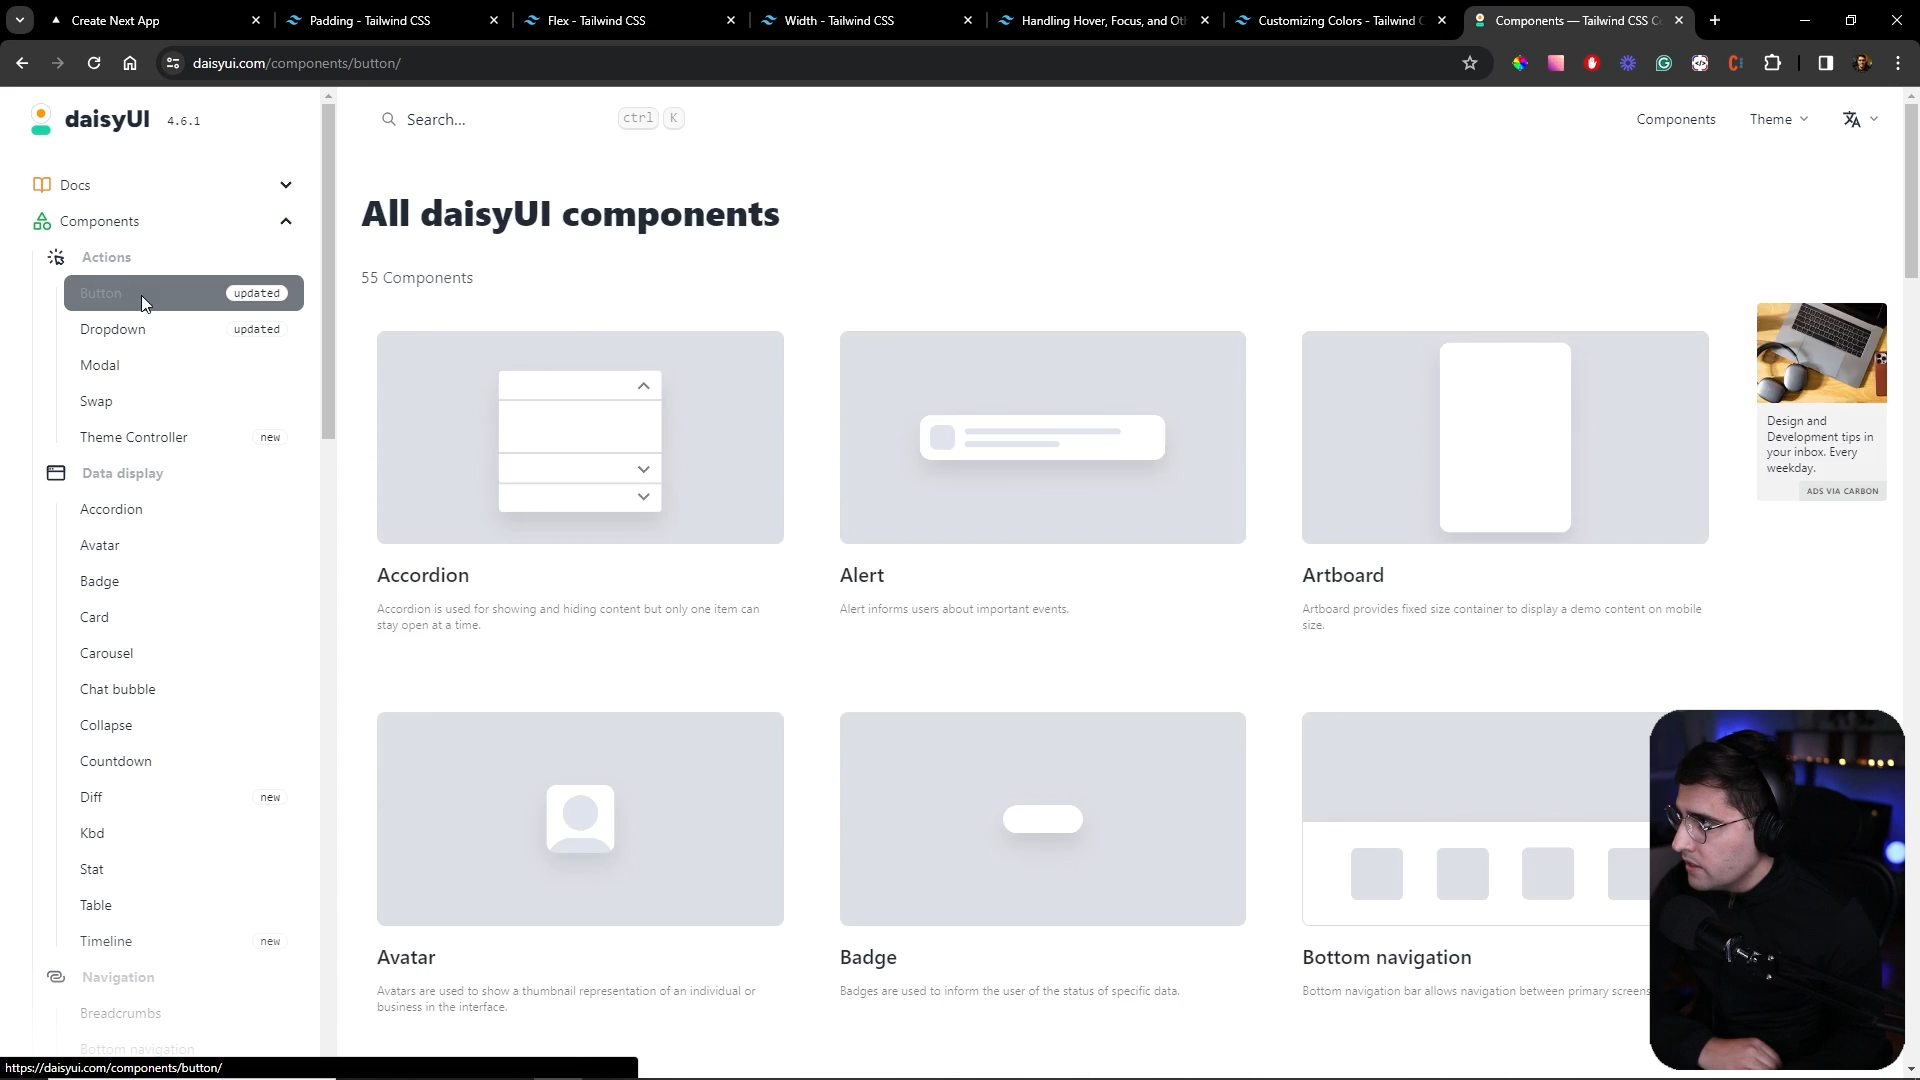 Create Next App
Padding - Tailwind CSS
Flex - Tailwind CSS
Width - Tailwind CSS
Handling Hover, Focus, and Ot
Customizing Colors - Tailwind C
Components — Tailwind CSS Co
daisyui.com/components/button/
daisyUI 4.6.1
Search...
ctrl K
Components
Theme
Docs
Components
Actions
Button updated
Dropdown updated
Modal
Swap
Theme Controller new
Data display
Accordion
Avatar
Badge
Card
Carousel
Chat bubble
Collapse
Countdown
Diff new
Kbd
Stat
Table
Timeline new
Navigation
Breadcrumbs
Bottom navigation
All daisyUI components
55 Components
Accordion
Accordion is used for showing and hiding content but only one item can
stay open at a time.
Alert
Alert informs users about important events.
Artboard
Artboard provides fixed size container to display a demo content on mobile
size.
Design and
Development tips in
your inbox. Every
weekday.
ADS VIA CARBON
Avatar
Avatars are used to show a thumbnail representation of an individual or
business in the interface.
Badge
Badges are used to inform the user of the status of specific data.
Bottom navigation
Bottom navigation bar allows navigation between primary screens
https://daisyui.com/components/button/